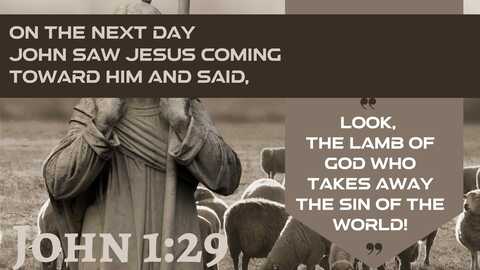 ON THE NEXT DAY
JOHN SAW JESUS COMING
TOWARD HIM AND SAID,
“
LOOK,
THE LAMB OF
GOD WHO
TAKES AWAY
THE SIN OF THE
WORLD!
”
John 1:29